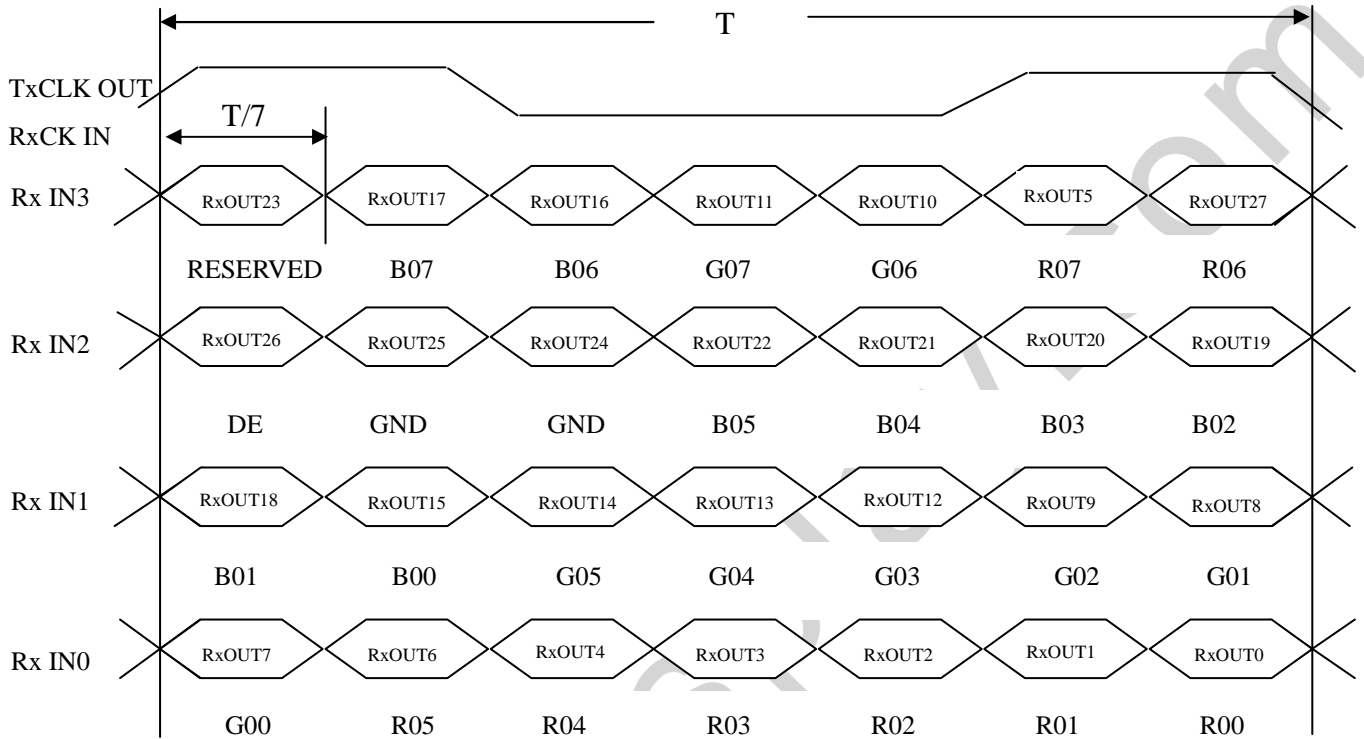 T
TxCLK OUT
T/7
RxCK IN
Rx IN3 RxOUT23 RxOUT17 RxOUT16 RxOUT11 RxOUT10 RxOUT5 RxOUT27
RESERVED B07 B06 G07 G06 R07 R06
Rx IN2 RxOUT26 RxOUT25 RxOUT24 RxOUT22 RxOUT21 RxOUT20 RxOUT19
DE GND GND B05 B04 B03 B02
Rx IN1 RxOUT18 RxOUT15 RxOUT14 RxOUT13 RxOUT12 RxOUT9 RxOUT8
B01 B00 G05 G04 G03 G02 G01
Rx IN0 RxOUT7 RxOUT6 RxOUT4 RxOUT3 RxOUT2 RxOUT1 RxOUT0
G00 R05 R04 R03 R02 R01 R00